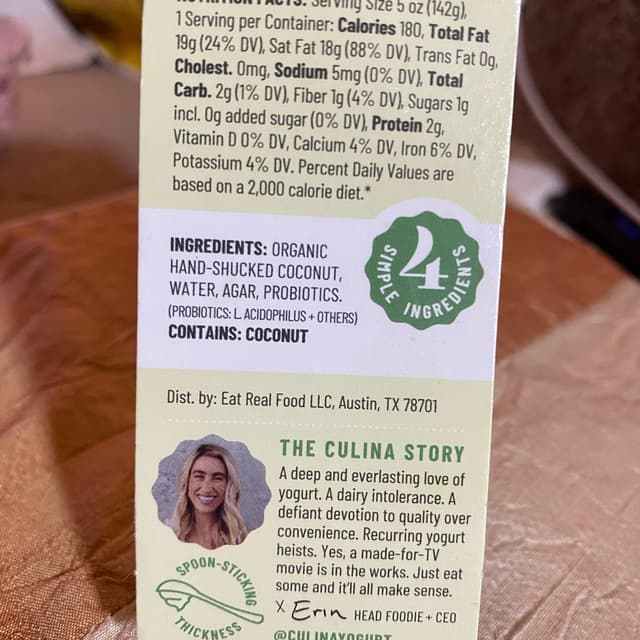 NUTRITION FACTS: Serving Size 5 oz (142g),
1 Serving per Container: Calories 180, Total Fat
19g (24% DV), Sat Fat 18g (88% DV), Trans Fat 0g,
Cholest. 0mg, Sodium 5mg (0% DV), Total
Carb. 2g (1% DV), Fiber 1g (4% DV), Sugars 1g
incl. 0g added sugar (0% DV), Protein 2g,
Vitamin D 0% DV, Calcium 4% DV, Iron 6% DV,
Potassium 4% DV. Percent Daily Values are
based on a 2,000 calorie diet.*
INGREDIENTS: ORGANIC
HAND-SHUCKED COCONUT,
WATER, AGAR, PROBIOTICS.
(PROBIOTICS: L. ACIDOPHILUS + OTHERS)
CONTAINS: COCONUT
4
SIMPLE INGREDIENTS
Dist. by: Eat Real Food LLC, Austin, TX 78701
THE CULINA STORY
A deep and everlasting love of
yogurt. A dairy intolerance. A
defiant devotion to quality over
convenience. Recurring yogurt
heists. Yes, a made-for-TV
movie is in the works. Just eat
some and it'll all make sense.
X Erin HEAD FOODIE + CEO
@CULINAYOGURT
SPOON-STICKING
THICKNESS